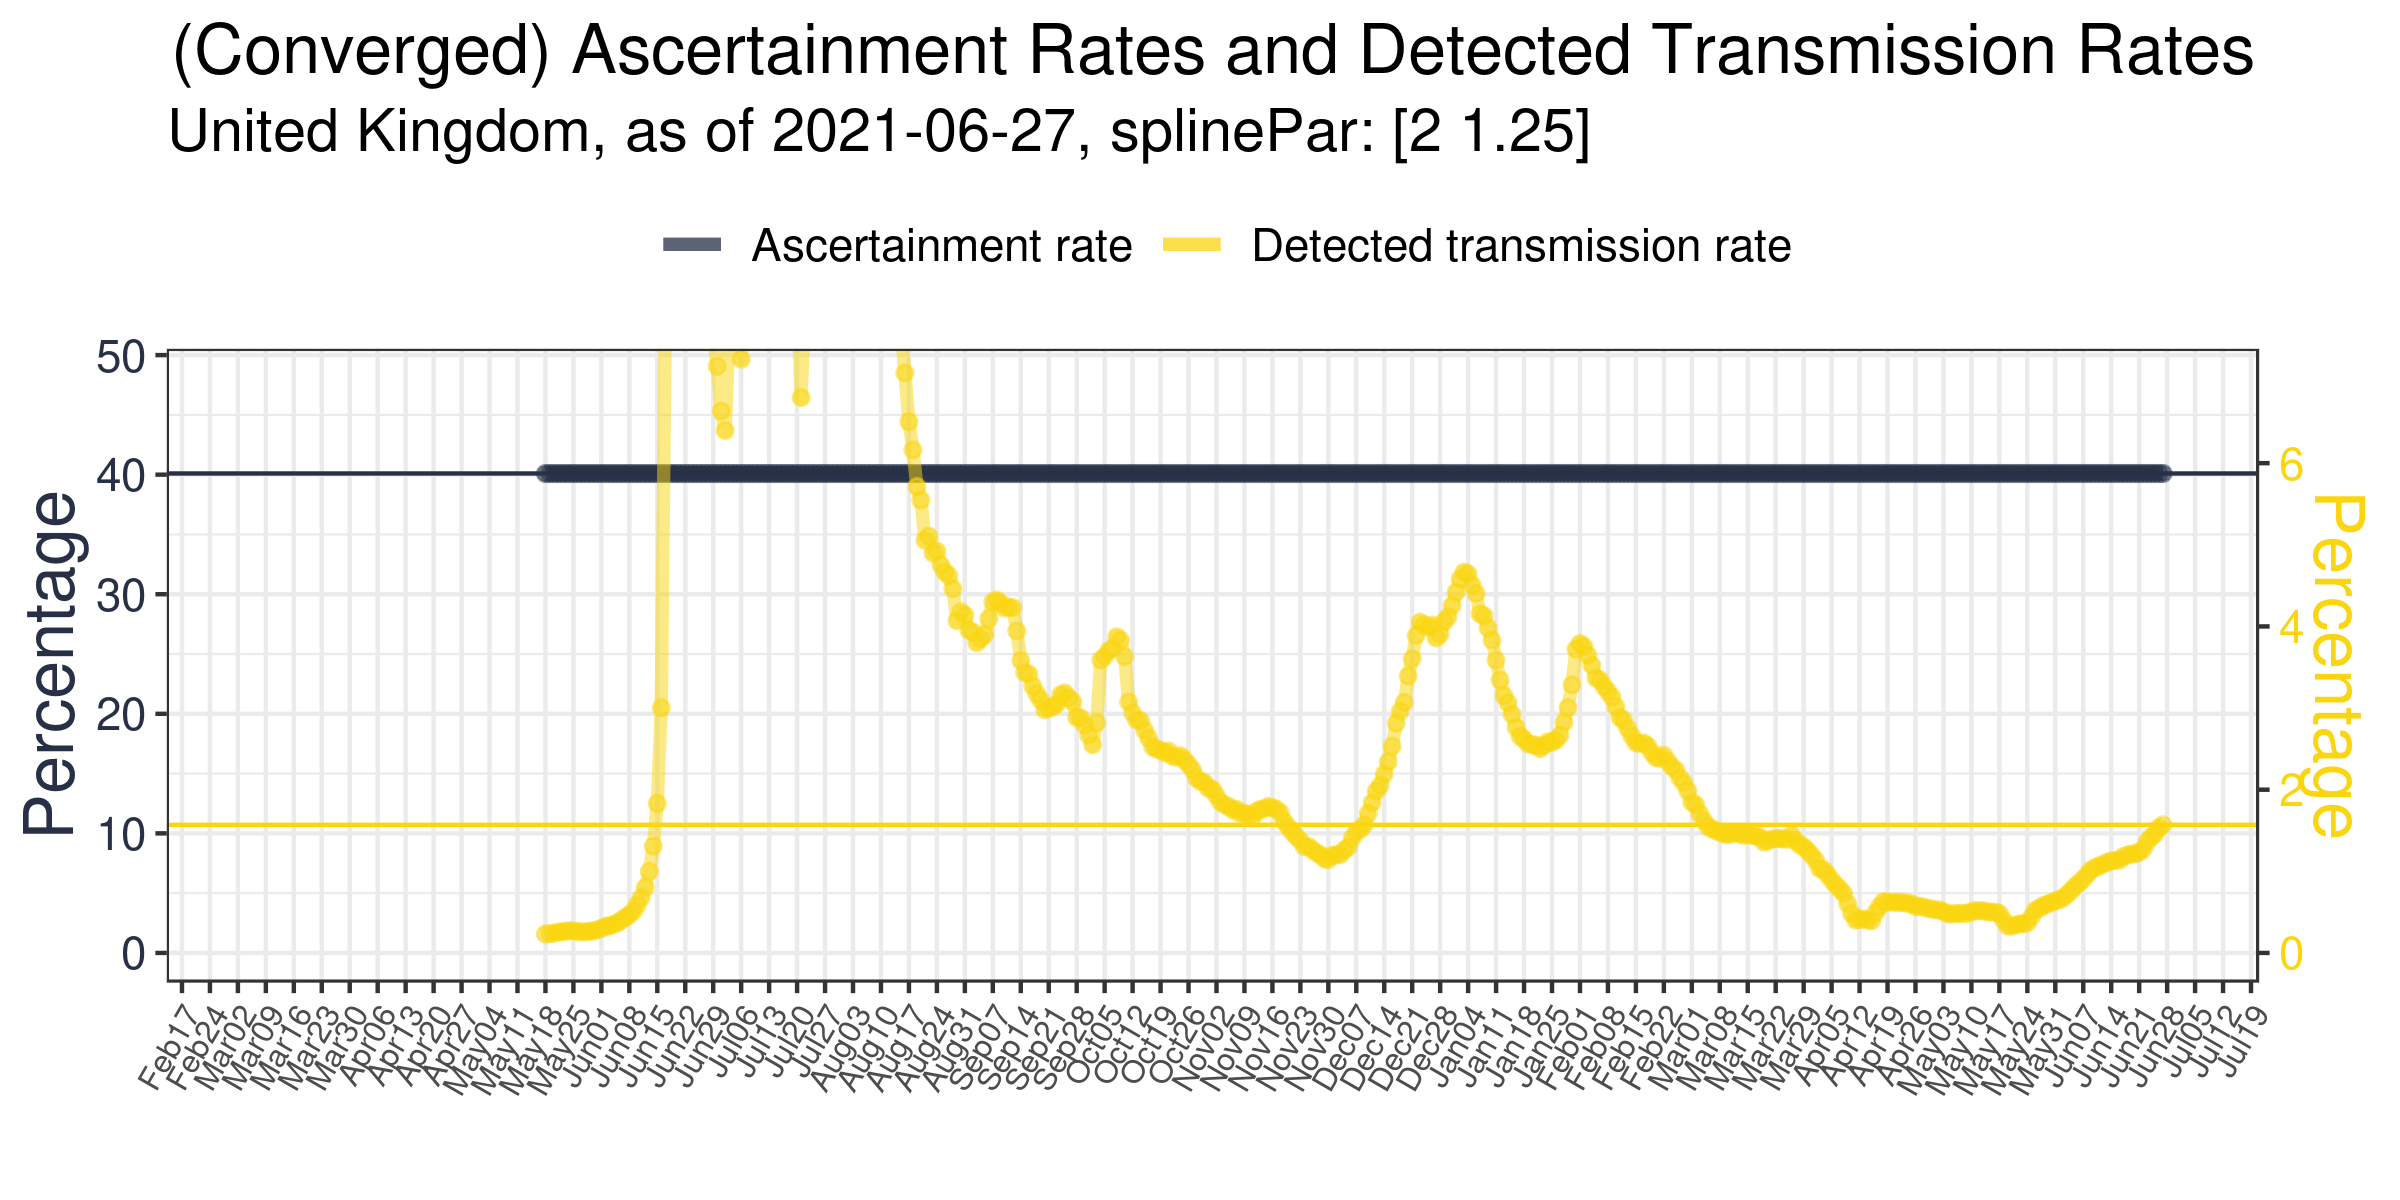 (Converged) Ascertainment Rates and Detected Transmission Rates
United Kingdom, as of 2021-06-27, splinePar: [2 1.25]
Ascertainment rate Detected transmission rate
Percentage
50
40
30
20
10
0
6
4
2
0
Percentage
Feb17 Feb24 Mar02 Mar09 Mar16 Mar23 Mar30 Apr06 Apr13 Apr20 Apr27 May04 May11 May18 May25 Jun01 Jun08 Jun15 Jun22 Jun29 Jul06 Jul13 Jul20 Jul27 Aug03 Aug10 Aug17 Aug24 Aug31 Sep07 Sep14 Sep21 Sep28 Oct05 Oct12 Oct19 Oct26 Nov02 Nov09 Nov16 Nov23 Nov30 Dec07 Dec14 Dec21 Dec28 Jan04 Jan11 Jan18 Jan25 Feb01 Feb08 Feb15 Feb22 Mar01 Mar08 Mar15 Mar22 Mar29 Apr05 Apr12 Apr19 Apr26 May03 May10 May17 May24 May31 Jun07 Jun14 Jun21 Jun28 Jul05 Jul12 Jul19